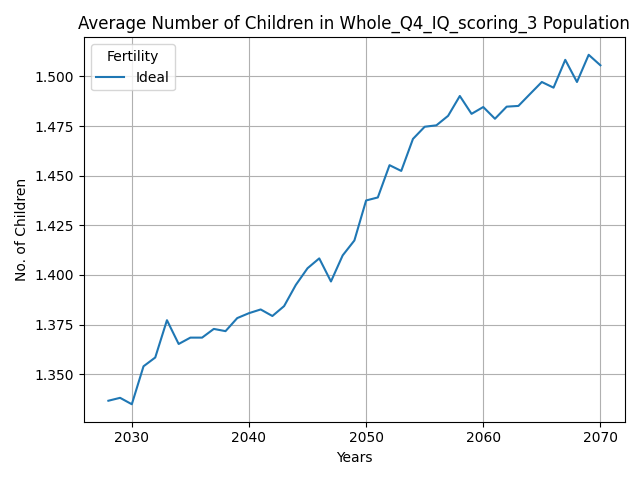 Average Number of Children in Whole_Q4_IQ_scoring_3 Population
Fertility
Ideal
1.500
1.475
1.450
1.425
1.400
1.375
1.350
No. of Children
2030 2040 2050 2060 2070
Years